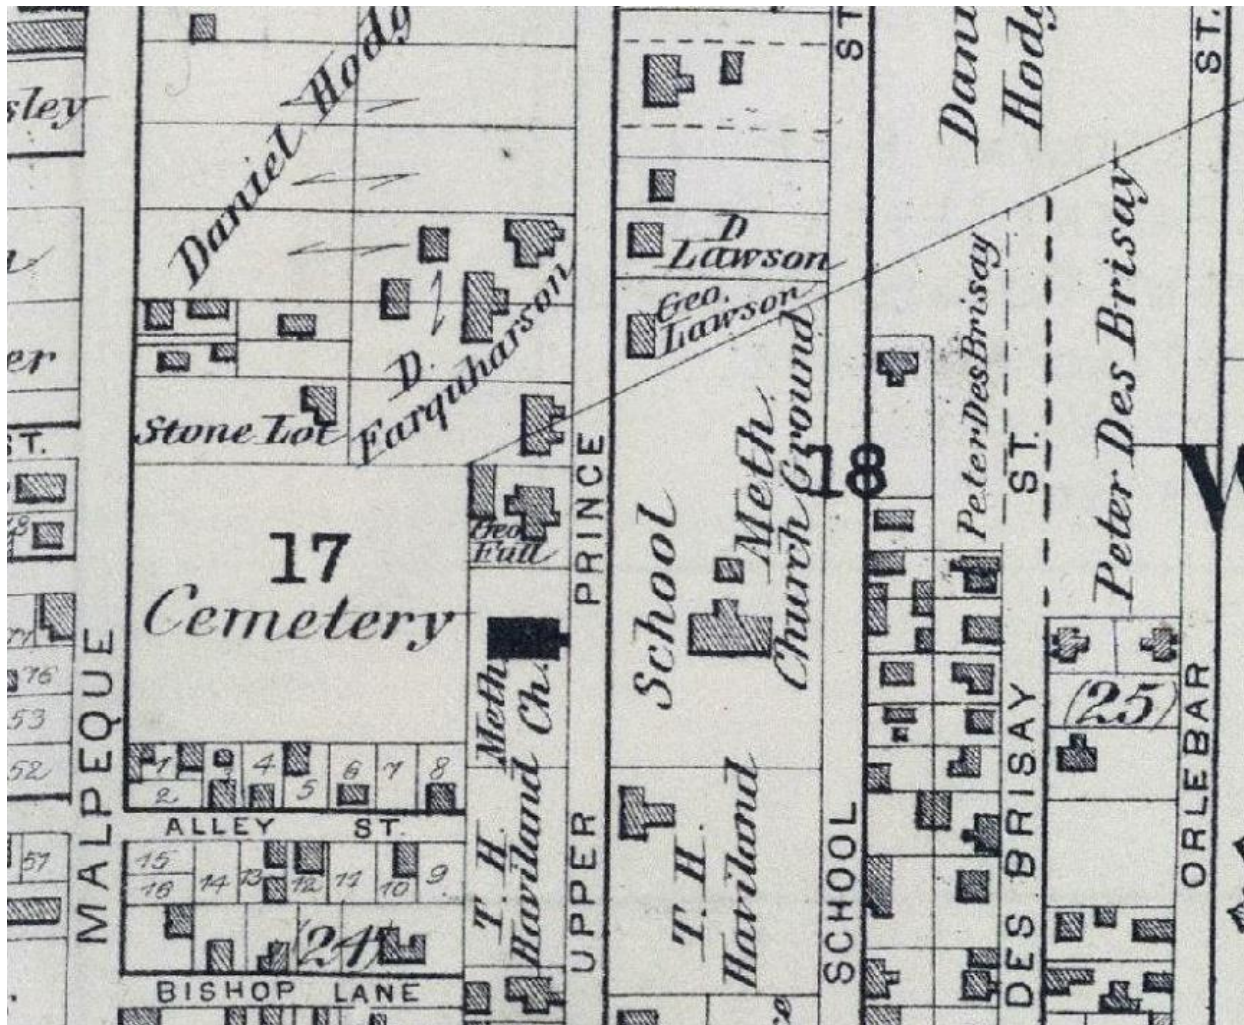 ST
ST.
Daniel Hodg
Dani
Hodg
sley
D
Lawson
Geo.
Lawson
D.
Farquharson
Stone Lot
er
ST.
17
Cemetery
Geo
Full
PRINCE
UPPER
School
Meth.
Church Ground
18
Peter DesBrisay
ST.
DES BRISAY
Peter Des Brisay
W
(25)
ORLEBAR
SCHOOL
MALPEQUE
Meth
Ch.
76
53
52
57
1
2
3
4
5
6
7
8
ALLEY ST.
15
16
14
13
12
11
10
9
(24)
BISHOP LANE
T. H.
Haviland
T. H.
Haviland
ce